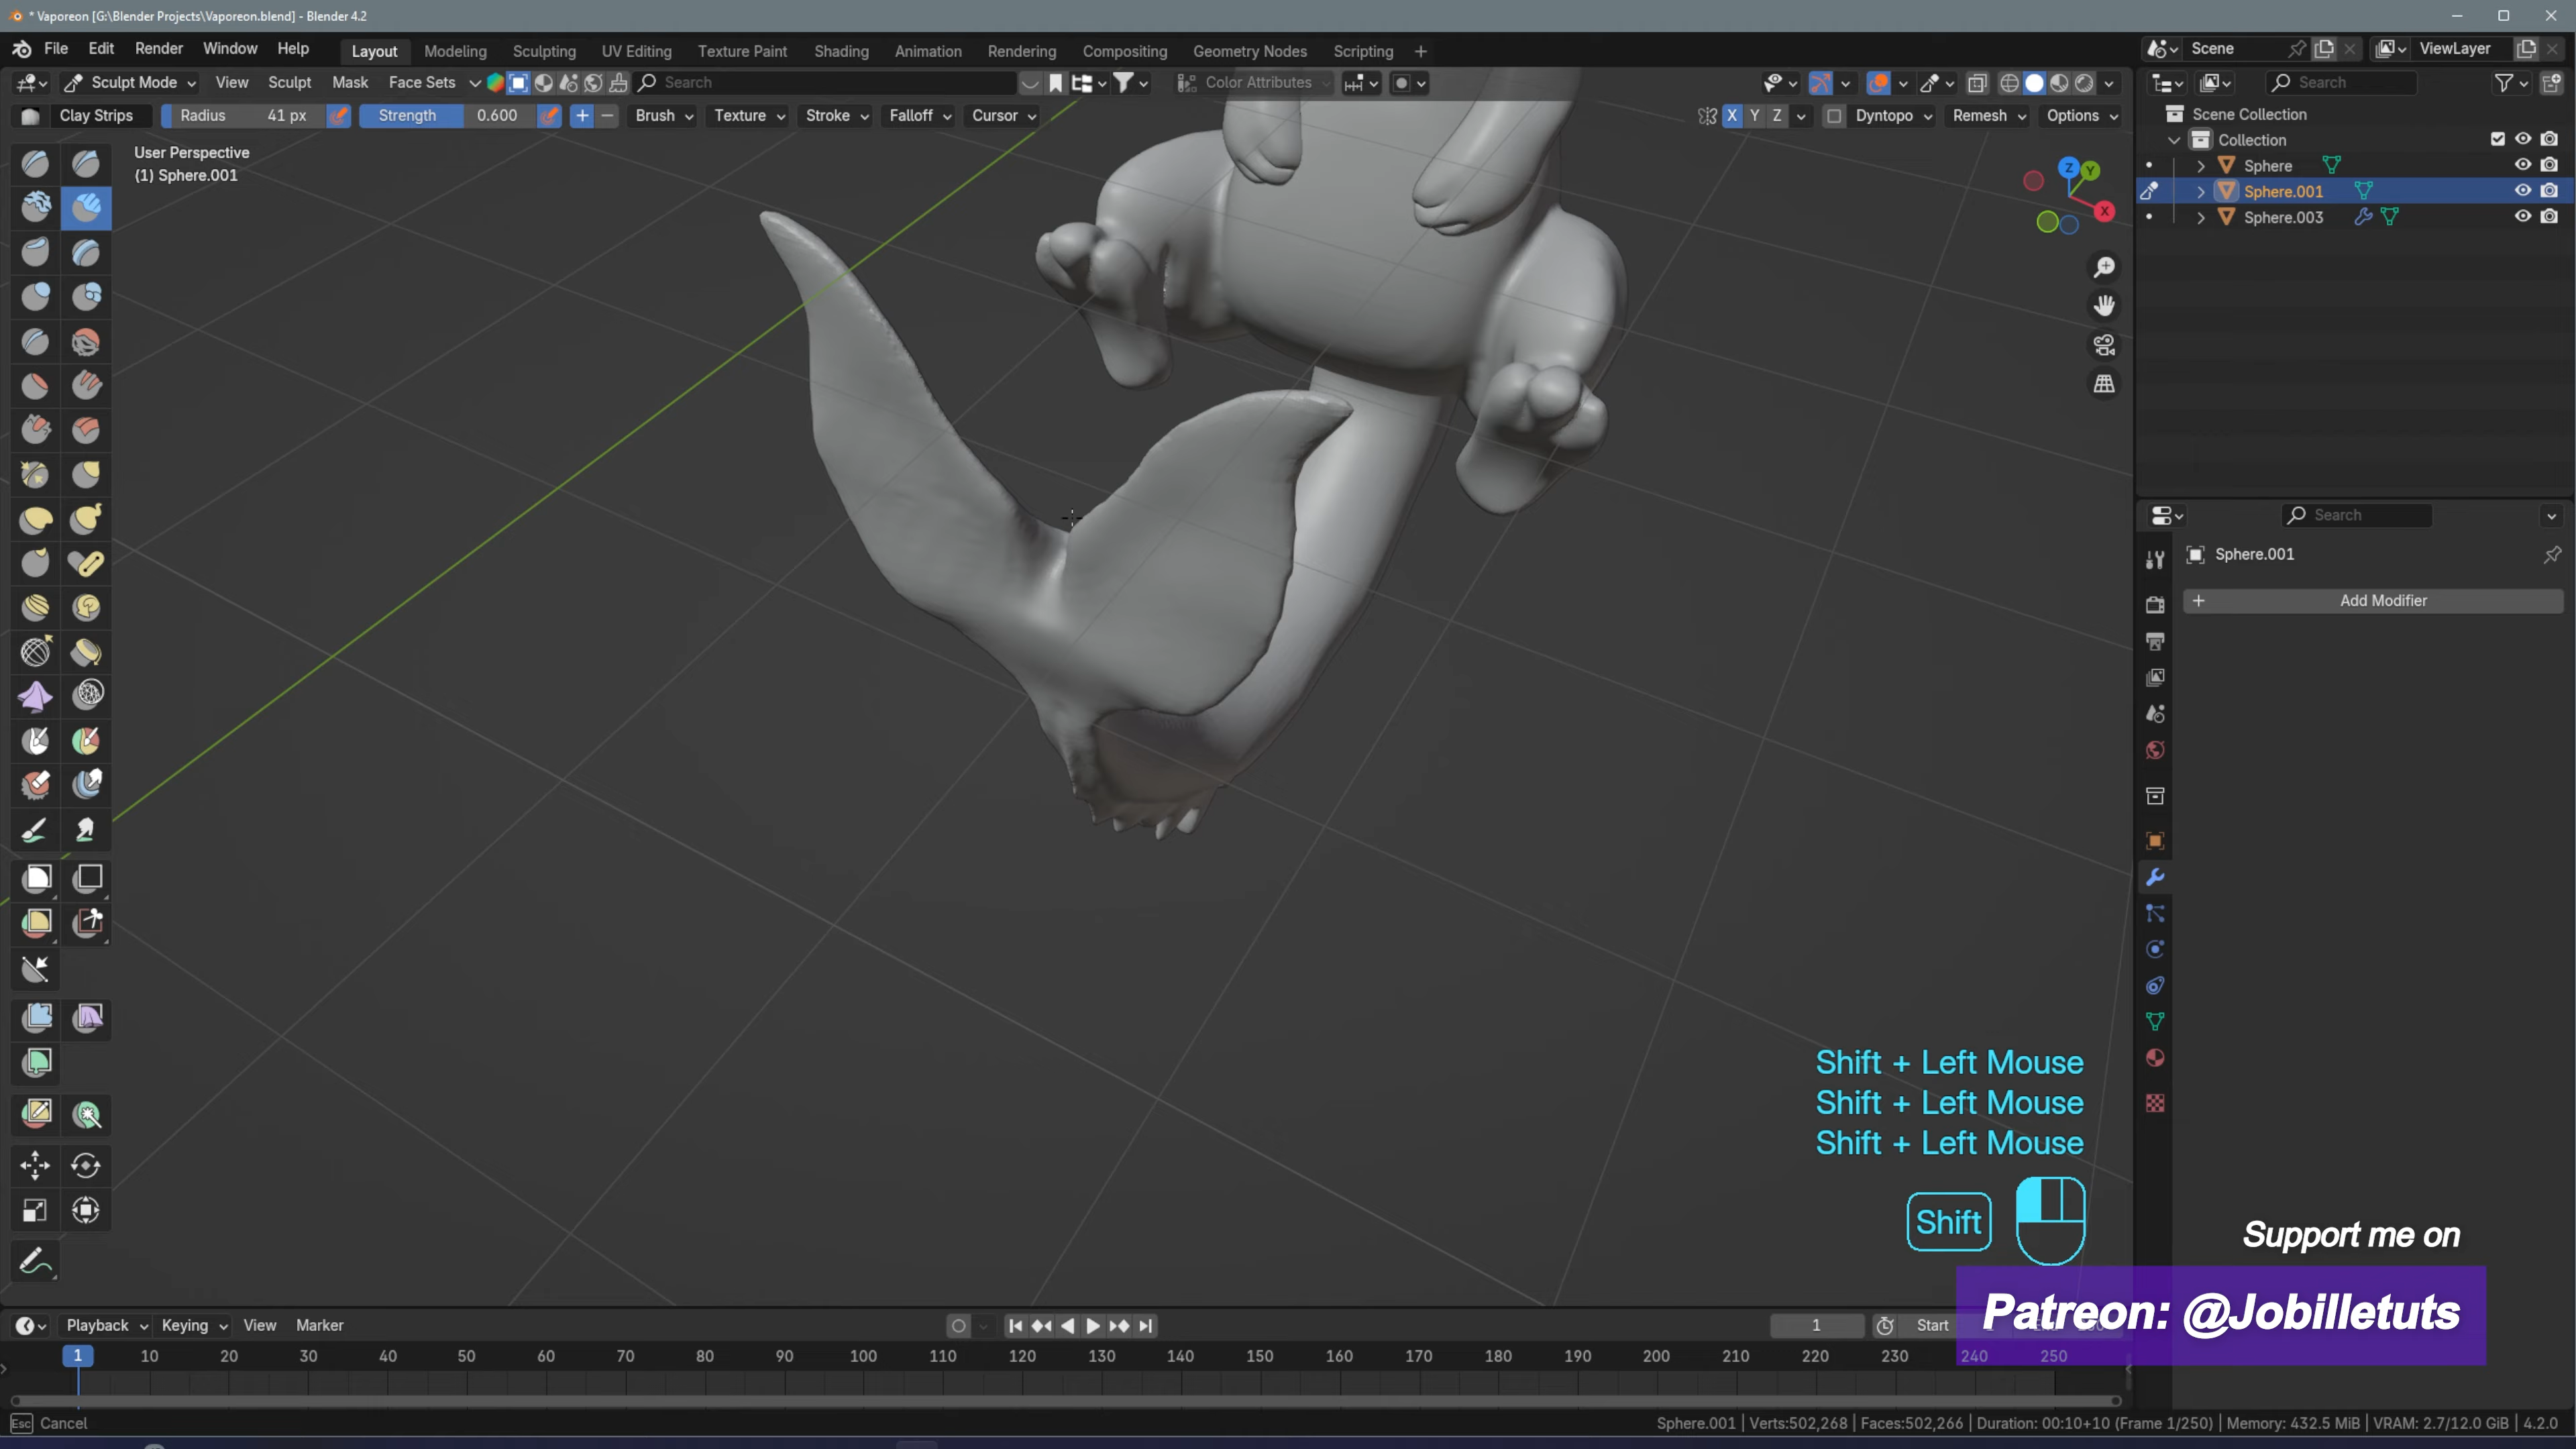 * Vaporeon [G:\Blender Projects\Vaporeon.blend] - Blender 4.2
File Edit Render Window Help Layout Modeling Sculpting UV Editing Texture Paint Shading Animation Rendering Compositing Geometry Nodes Scripting + Scene ViewLayer
Sculpt Mode View Sculpt Mask Face Sets Search Color Attributes Search
Clay Strips Radius 41 px Strength 0.600 Brush Texture Stroke Falloff Cursor X Y Z Dyntopo Remesh Options
Scene Collection
Collection
Sphere
Sphere.001
Sphere.003
User Perspective
(1) Sphere.001
Z Y X
Search
Sphere.001
+ Add Modifier
Shift + Left Mouse
Shift + Left Mouse
Shift + Left Mouse
Shift
Support me on
Patreon: @Jobilletuts
Playback Keying View Marker 1 Start
1 10 20 30 40 50 60 70 80 90 100 110 120 130 140 150 160 170 180 190 200 210 220 230 240 250
Esc Cancel Sphere.001 | Verts:502,268 | Faces:502,266 | Duration: 00:10+10 (Frame 1/250) | Memory: 432.5 MiB | VRAM: 2.7/12.0 GiB | 4.2.0